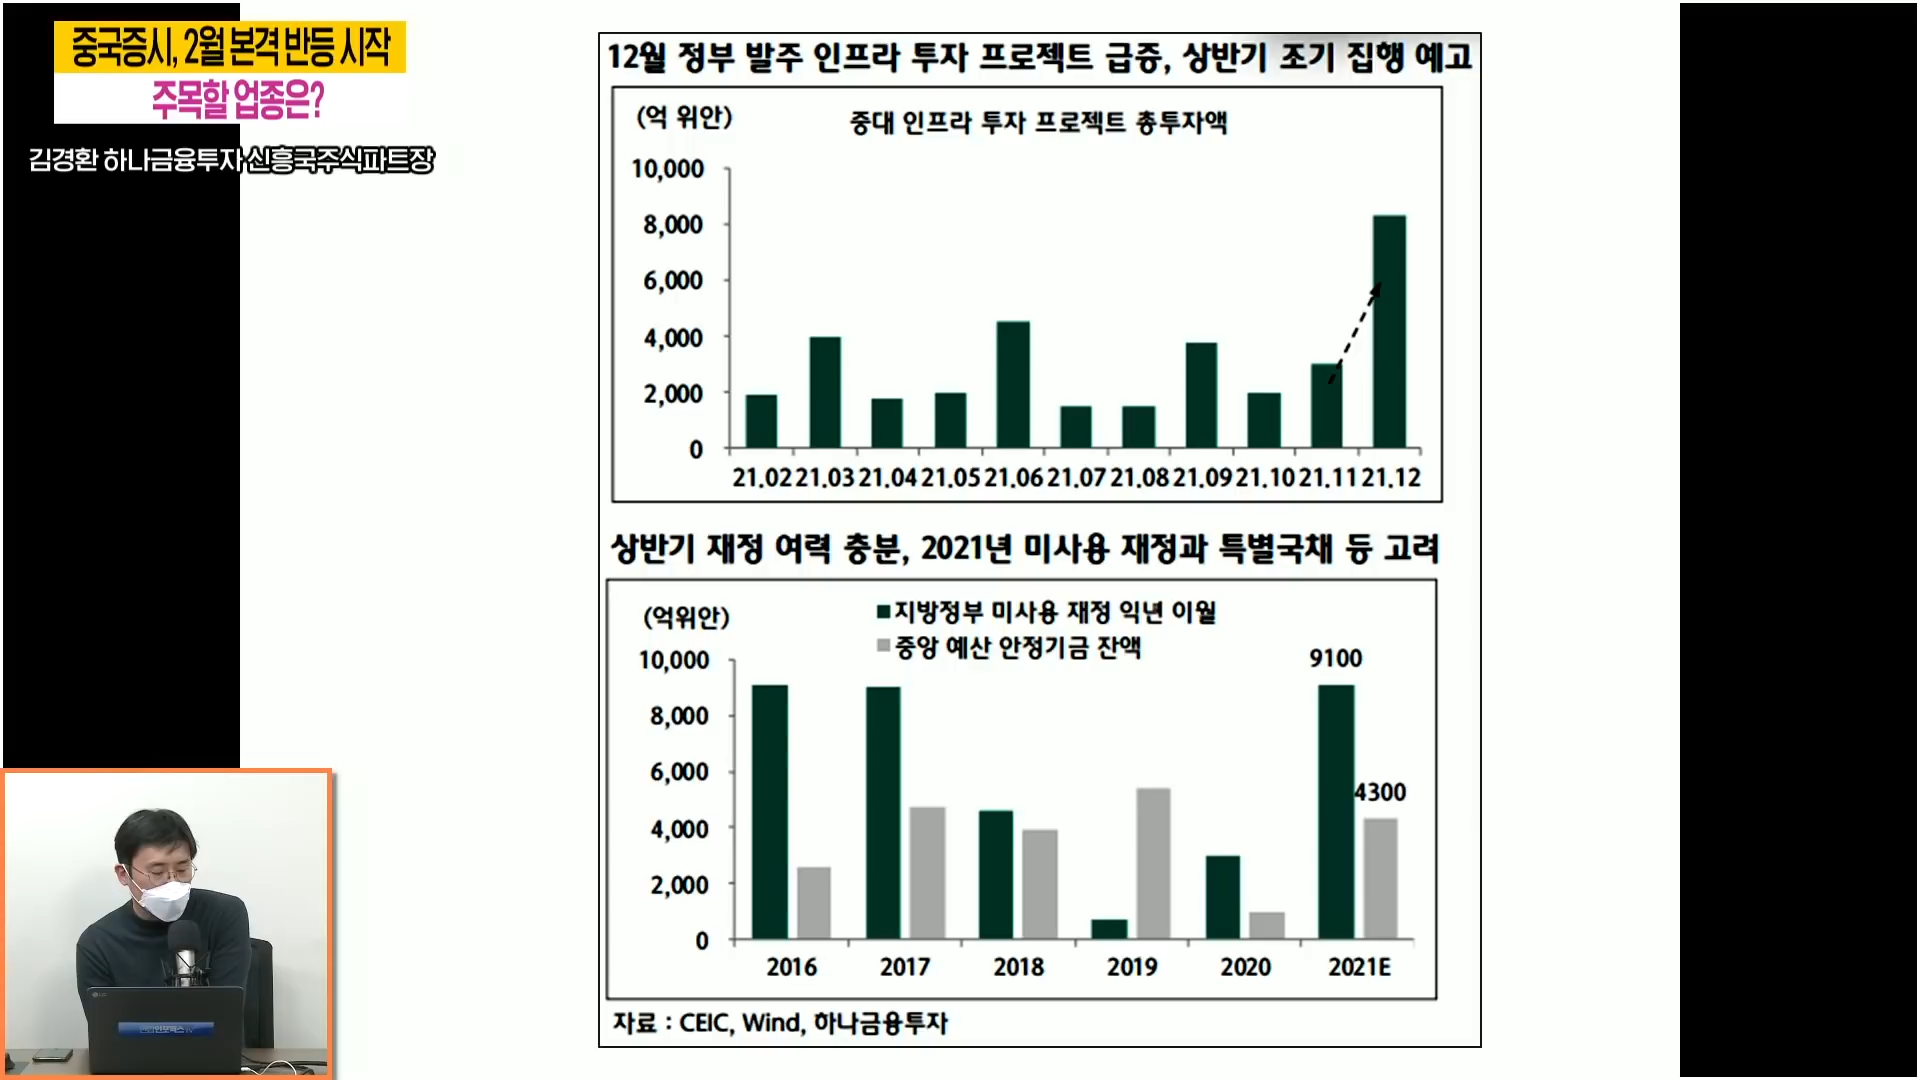 중국증시, 2월 본격 반등 시작
주목할 업종은?
김경환 하나금융투자 신흥국주식파트장
12월 정부 발주 인프라 투자 프로젝트 급증, 상반기 조기 집행 예고
(억 위안)
중대 인프라 투자 프로젝트 총투자액
10,000
8,000
6,000
4,000
2,000
0
21.02 21.03 21.04 21.05 21.06 21.07 21.08 21.09 21.10 21.11 21.12
상반기 재정 여력 충분, 2021년 미사용 재정과 특별국채 등 고려
(억위안)
지방정부 미사용 재정 익년 이월
중앙 예산 안정기금 잔액
10,000
8,000
6,000
4,000
2,000
0
9100
4300
2016 2017 2018 2019 2020 2021E
자료 : CEIC, Wind, 하나금융투자